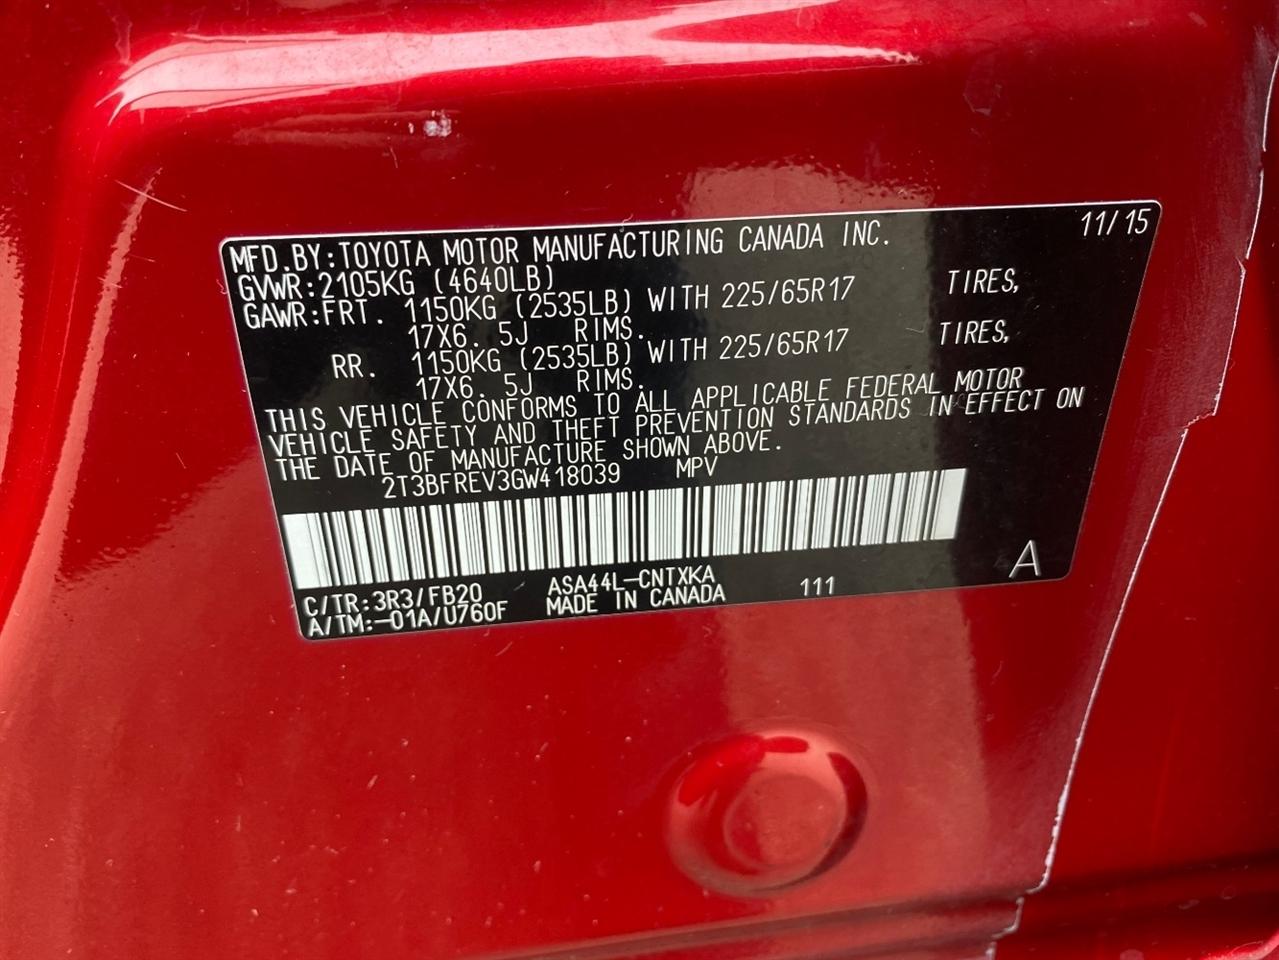 MFD.BY:TOYOTA MOTOR MANUFACTURING CANADA INC. 11/15
GVWR:2105KG (4640LB)
GAWR:FRT. 1150KG (2535LB) WITH 225/65R17 TIRES,
17X6.5J RIMS.
RR. 1150KG (2535LB) WITH 225/65R17 TIRES,
17X6.5J RIMS.
THIS VEHICLE CONFORMS TO ALL APPLICABLE FEDERAL MOTOR
VEHICLE SAFETY AND THEFT PREVENTION STANDARDS IN EFFECT ON
THE DATE OF MANUFACTURE SHOWN ABOVE.
2T3BFREV3GW418039 MPV
C/TR:3R3/FB20 ASA44L-CNTXKA 111 A
A/TM:-01A/U760F MADE IN CANADA